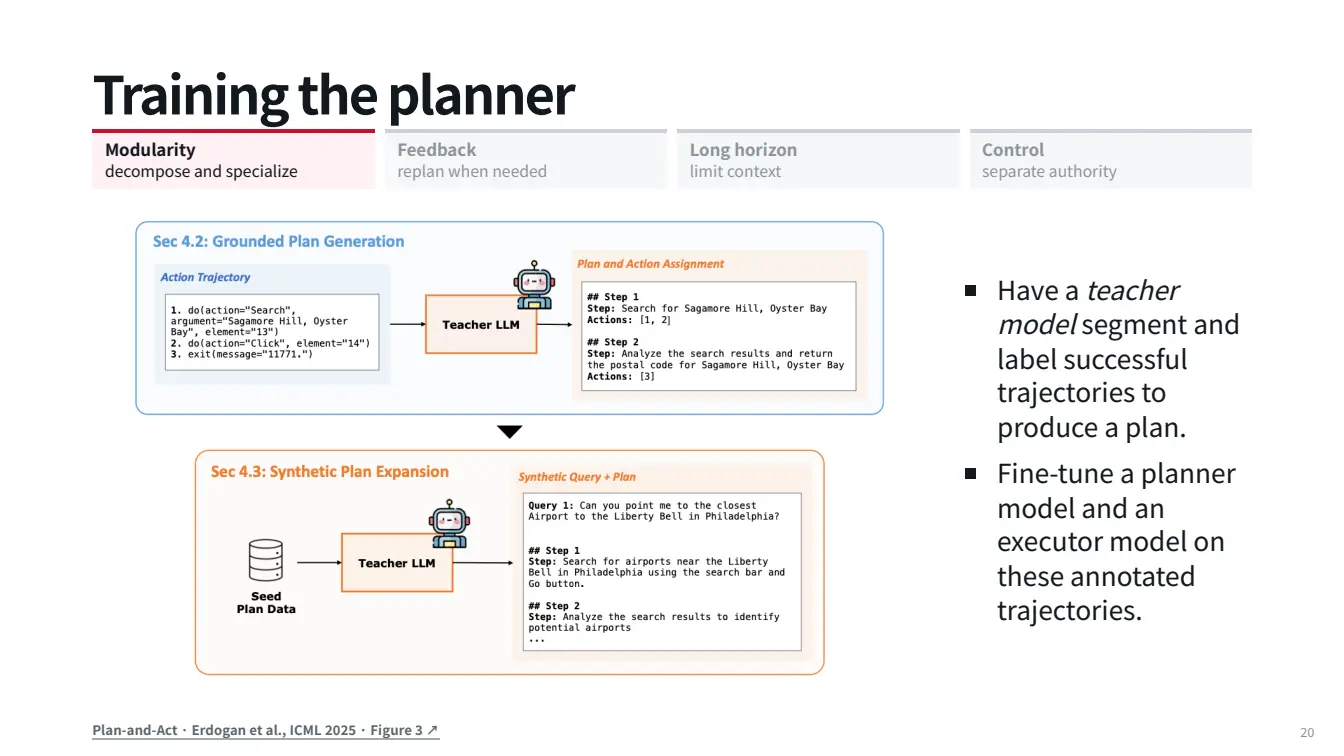 Training the planner
Modularity
decompose and specialize
Feedback
replan when needed
Long horizon
limit context
Control
separate authority
Sec 4.2: Grounded Plan Generation
Action Trajectory
1. do(action="Search",
argument="Sagamore Hill, Oyster
Bay", element="13")
2. do(action="Click", element="14")
3. exit(message="11771.")
Teacher LLM
Plan and Action Assignment
## Step 1
Step: Search for Sagamore Hill, Oyster Bay
Actions: [1, 2]
## Step 2
Step: Analyze the search results and return
the postal code for Sagamore Hill, Oyster Bay
Actions: [3]
Sec 4.3: Synthetic Plan Expansion
Seed
Plan Data
Teacher LLM
Synthetic Query + Plan
Query 1: Can you point me to the closest
Airport to the Liberty Bell in Philadelphia?
## Step 1
Step: Search for airports near the Liberty
Bell in Philadelphia using the search bar and
Go button.
## Step 2
Step: Analyze the search results to identify
potential airports
...
▪ Have a teacher
model segment and
label successful
trajectories to
produce a plan.
▪ Fine-tune a planner
model and an
executor model on
these annotated
trajectories.
Plan-and-Act · Erdogan et al., ICML 2025 · Figure 3 ↗
20